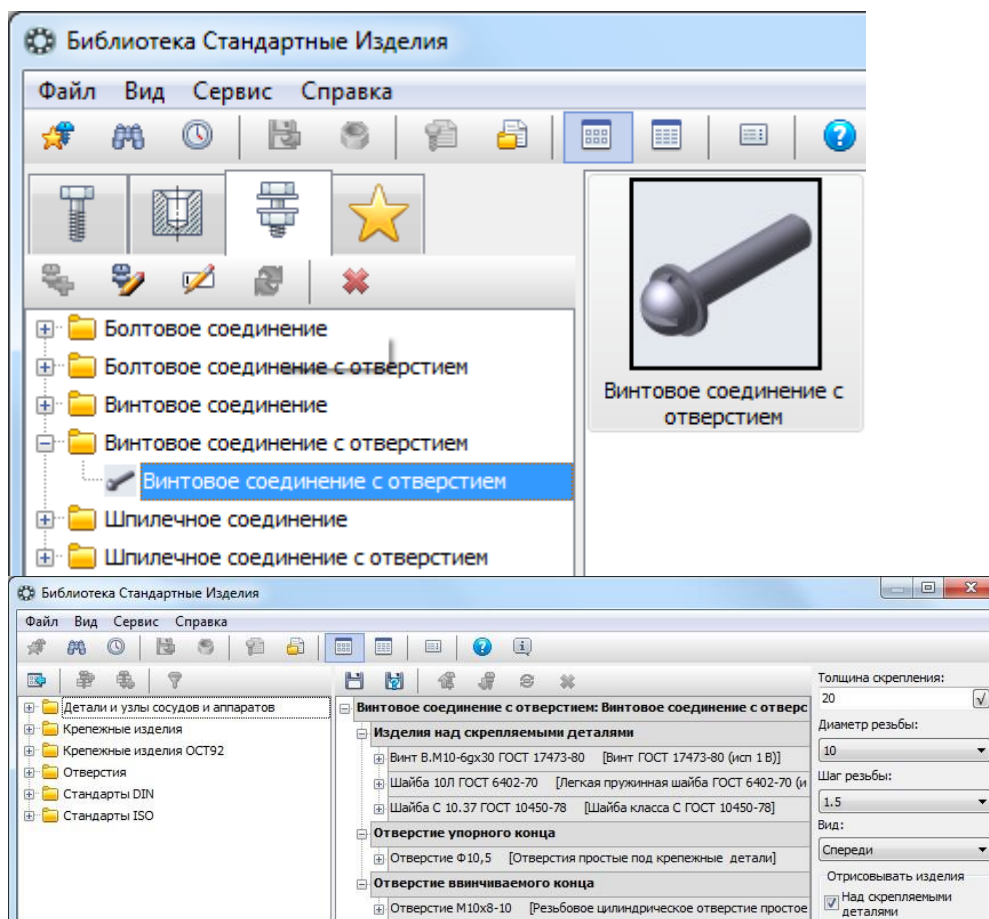 Библиотека Стандартные Изделия
Файл Вид Сервис Справка
Болтовое соединение
Болтовое соединение с отверстием
Винтовое соединение
Винтовое соединение с отверстием
Винтовое соединение с отверстием
Шпилечное соединение
Шпилечное соединение с отверстием
Винтовое соединение с
отверстием
Библиотека Стандартные Изделия
Файл Вид Сервис Справка
Детали и узлы сосудов и аппаратов
Крепежные изделия
Крепежные изделия ОСТ92
Отверстия
Стандарты DIN
Стандарты ISO
Винтовое соединение с отверстием: Винтовое соединение с отверс
Изделия над скрепляемыми деталями
Винт В.М10-6gx30 ГОСТ 17473-80 [Винт ГОСТ 17473-80 (исп 1 В)]
Шайба 10Л ГОСТ 6402-70 [Легкая пружинная шайба ГОСТ 6402-70 (и
Шайба С 10.37 ГОСТ 10450-78 [Шайба класса С ГОСТ 10450-78]
Отверстие упорного конца
Отверстие Ф10,5 [Отверстия простые под крепежные детали]
Отверстие ввинчиваемого конца
Отверстие М10х8-10 [Резьбовое цилиндрическое отверстие простое
Толщина скрепления:
20
Диаметр резьбы:
10
Шаг резьбы:
1.5
Вид:
Спереди
Отрисовывать изделия
Над скрепляемыми
деталями